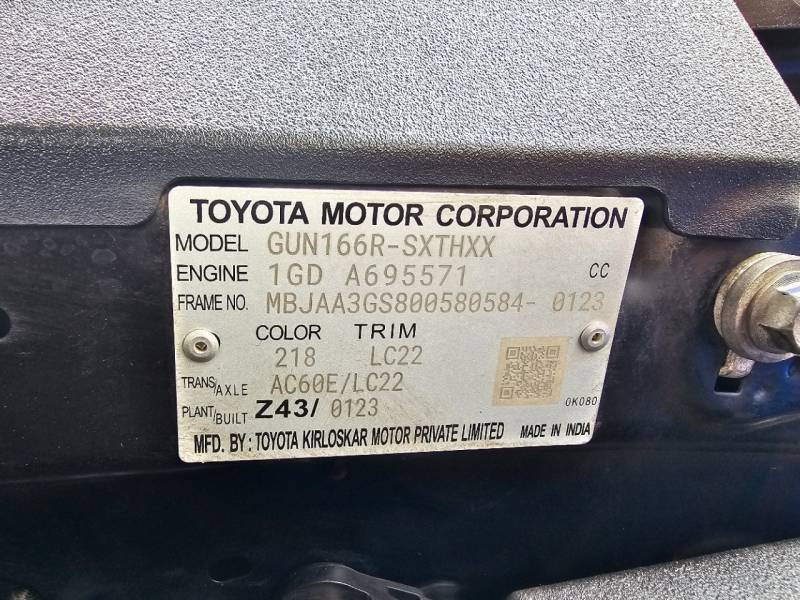 TOYOTA MOTOR CORPORATION
MODEL GUN166R-SXTHXX
ENGINE 1GD A695571 CC
FRAME NO. MBJAA3GS800580584- 0123
COLOR TRIM
218 LC22
TRANS/AXLE AC60E/LC22
PLANT/BUILT Z43/ 0123
0K080
MFD. BY : TOYOTA KIRLOSKAR MOTOR PRIVATE LIMITED MADE IN INDIA